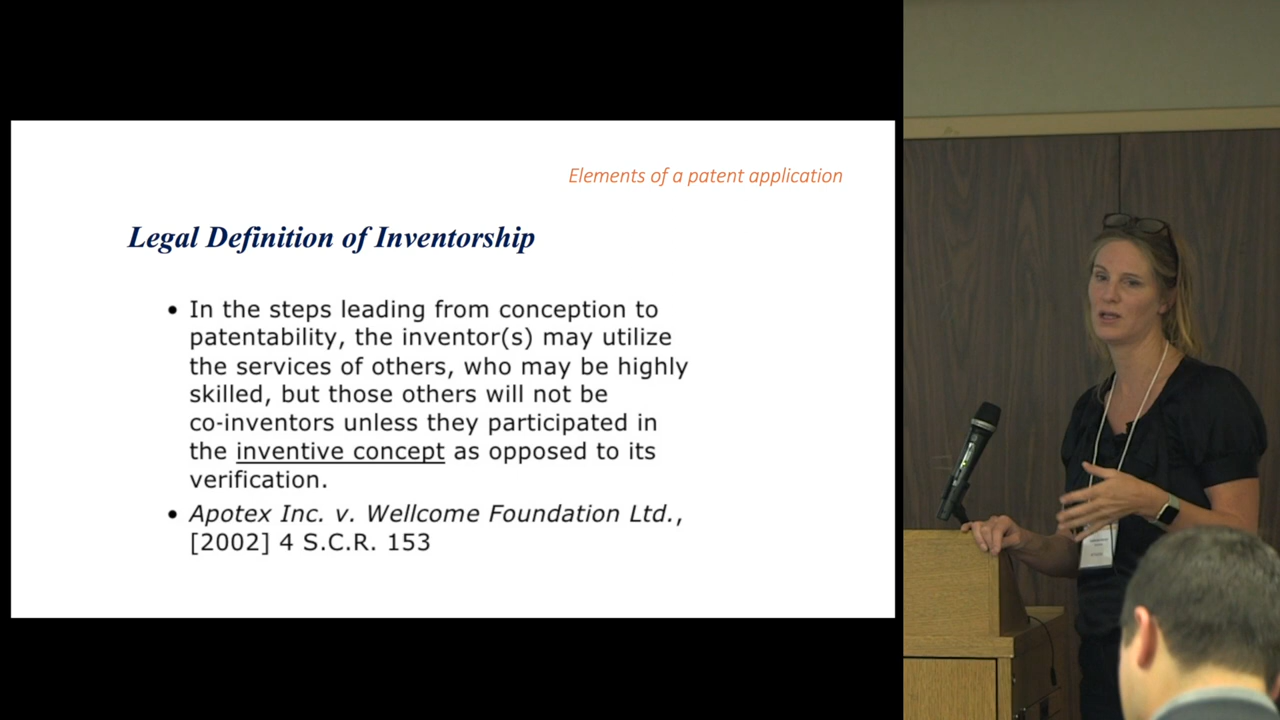 Elements of a patent application
Legal Definition of Inventorship
• In the steps leading from conception to
patentability, the inventor(s) may utilize
the services of others, who may be highly
skilled, but those others will not be
co-inventors unless they participated in
the inventive concept as opposed to its
verification.
• Apotex Inc. v. Wellcome Foundation Ltd.,
[2002] 4 S.C.R. 153